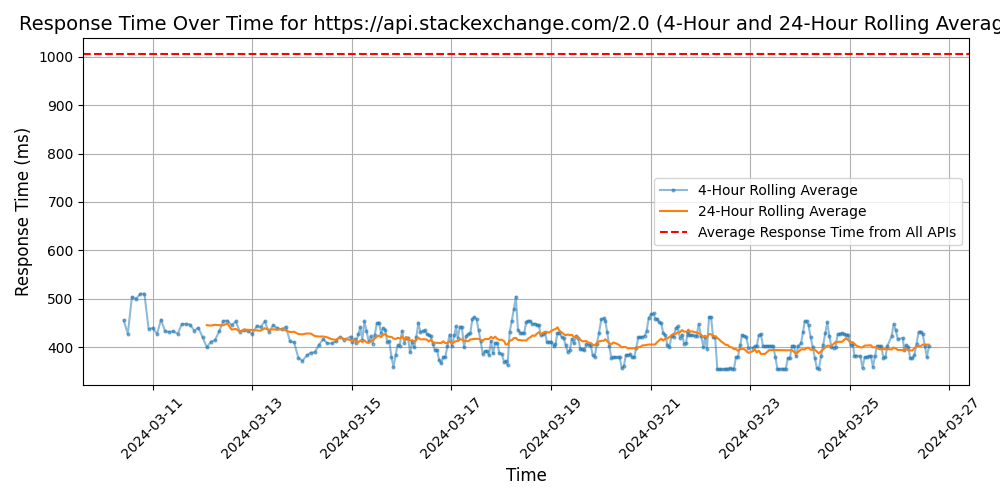 Response Time Over Time for https://api.stackexchange.com/2.0 (4-Hour and 24-Hour Rolling Averag
Response Time (ms)
1000
900
800
700
600
500
400
4-Hour Rolling Average
24-Hour Rolling Average
Average Response Time from All APIs
2024-03-11
2024-03-13
2024-03-15
2024-03-17
2024-03-19
2024-03-21
2024-03-23
2024-03-25
2024-03-27
Time